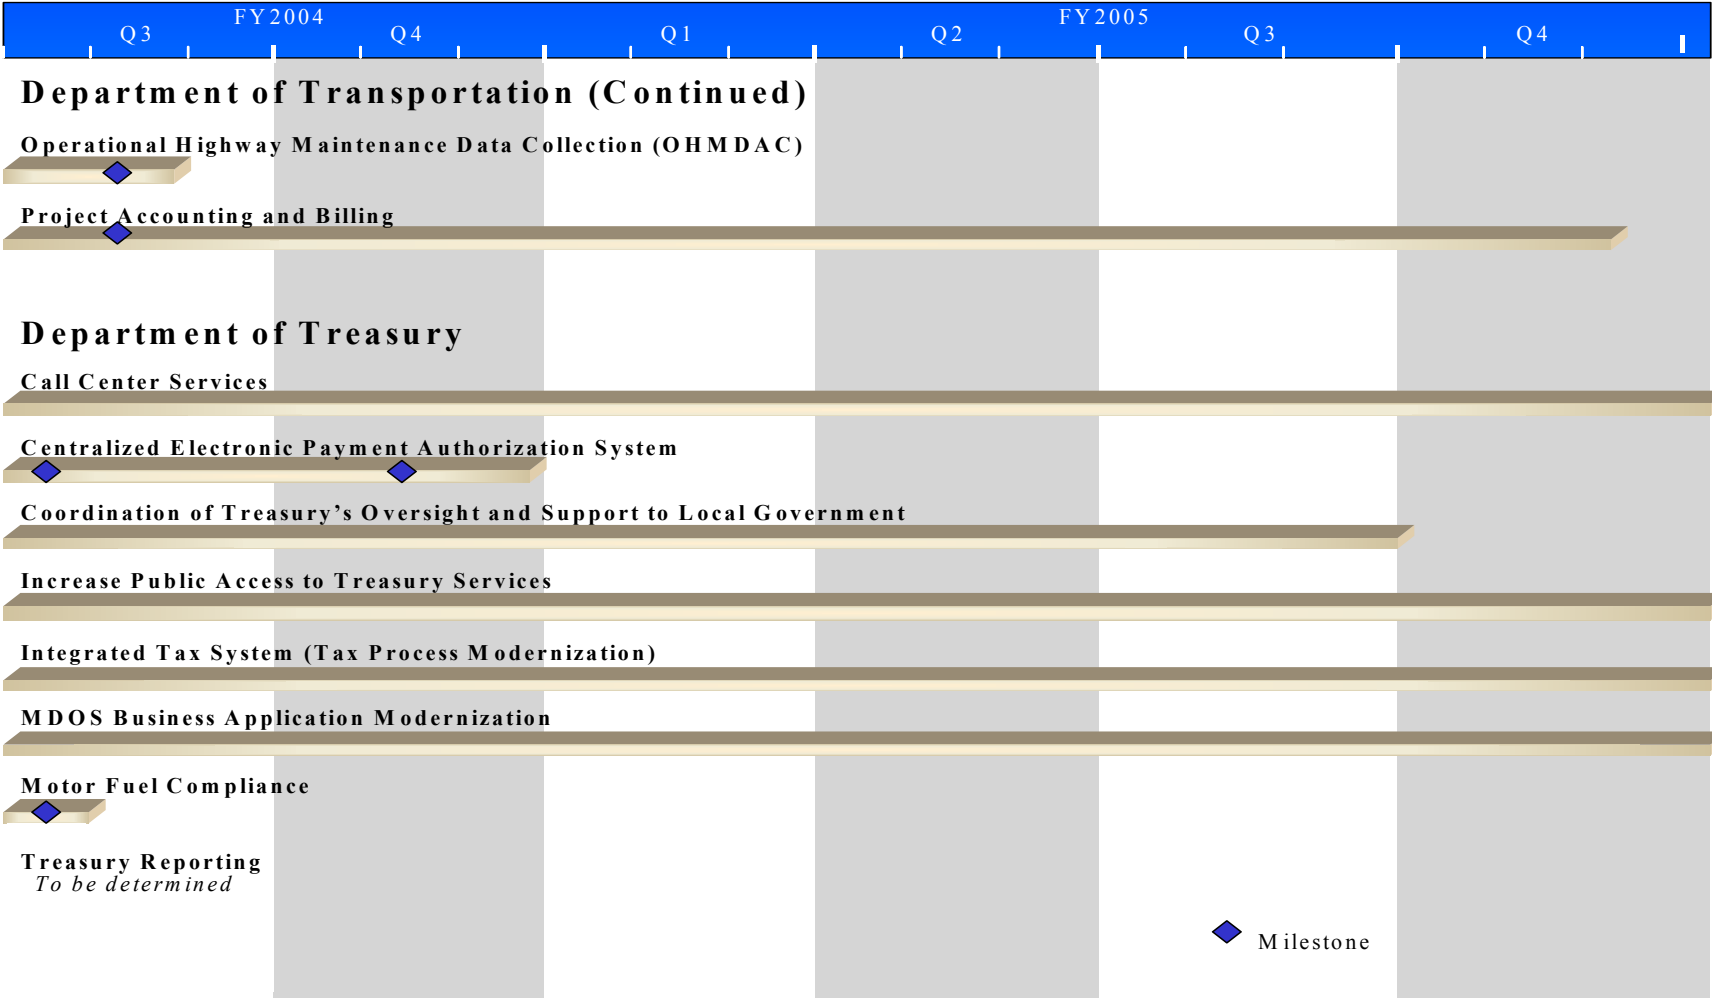 FY2004 FY2005
Q3 Q4 Q1 Q2 Q3 Q4
Department of Transportation (Continued)
Operational Highway Maintenance Data Collection (OHMDAC)
Project Accounting and Billing
Department of Treasury
Call Center Services
Centralized Electronic Payment Authorization System
Coordination of Treasury’s Oversight and Support to Local Government
Increase Public Access to Treasury Services
Integrated Tax System (Tax Process Modernization)
MDOS Business Application Modernization
Motor Fuel Compliance
Treasury Reporting
To be determined
Milestone